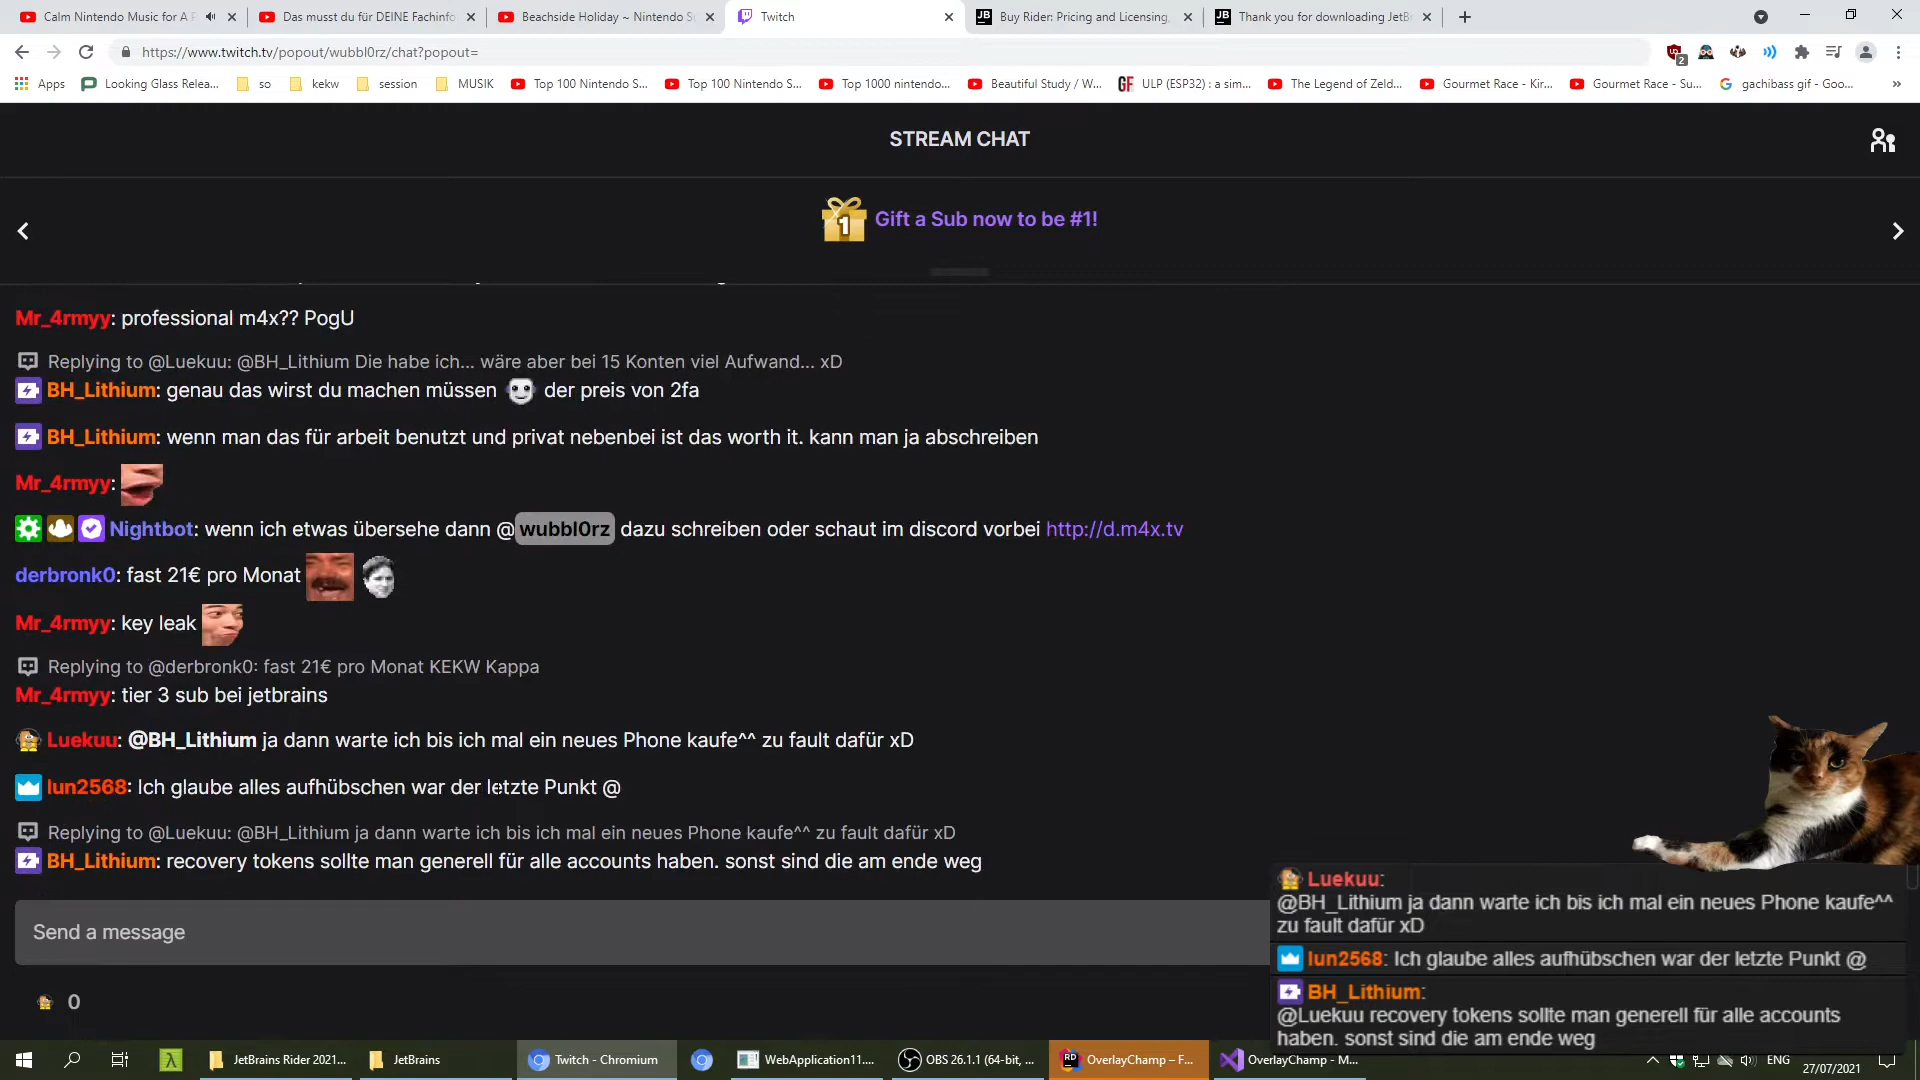 Calm Nintendo Music for A F
Das musst du für DEINE Fachinfo
Beachside Holiday ~ Nintendo S
Twitch
Buy Rider: Pricing and Licensing,
Thank you for downloading JetB
https://www.twitch.tv/popout/wubbl0rz/chat?popout=
2
Apps
Looking Glass Relea...
so
kekw
session
MUSIK
Top 100 Nintendo S...
Top 100 Nintendo S...
Top 1000 nintendo...
Beautiful Study / W...
GF ULP (ESP32) : a sim...
The Legend of Zeld...
Gourmet Race - Kir...
Gourmet Race - Su...
gachibass gif - Goo...
»
STREAM CHAT
1 Gift a Sub now to be #1!
Mr_4rmyy: professional m4x?? PogU
Replying to @Luekuu: @BH_Lithium Die habe ich... wäre aber bei 15 Konten viel Aufwand... xD
BH_Lithium: genau das wirst du machen müssen der preis von 2fa
BH_Lithium: wenn man das für arbeit benutzt und privat nebenbei ist das worth it. kann man ja abschreiben
Mr_4rmyy:
Nightbot: wenn ich etwas übersehe dann @wubbl0rz dazu schreiben oder schaut im discord vorbei http://d.m4x.tv
derbronk0: fast 21€ pro Monat
Mr_4rmyy: key leak
Replying to @derbronk0: fast 21€ pro Monat KEKW Kappa
Mr_4rmyy: tier 3 sub bei jetbrains
Luekuu: @BH_Lithium ja dann warte ich bis ich mal ein neues Phone kaufe^^ zu fault dafür xD
lun2568: Ich glaube alles aufhübschen war der letzte Punkt @
Replying to @Luekuu: @BH_Lithium ja dann warte ich bis ich mal ein neues Phone kaufe^^ zu fault dafür xD
BH_Lithium: recovery tokens sollte man generell für alle accounts haben. sonst sind die am ende weg
Send a message
0
Luekuu:
@BH_Lithium ja dann warte ich bis ich mal ein neues Phone kaufe^^
zu fault dafür xD
lun2568: Ich glaube alles aufhübschen war der letzte Punkt @
BH_Lithium:
@Luekuu recovery tokens sollte man generell für alle accounts
haben. sonst sind die am ende weg
JetBrains Rider 2021...
JetBrains
Twitch - Chromium
WebApplication11....
OBS 26.1.1 (64-bit, ...
RD OverlayChamp – F...
OverlayChamp - M...
ENG
27/07/2021